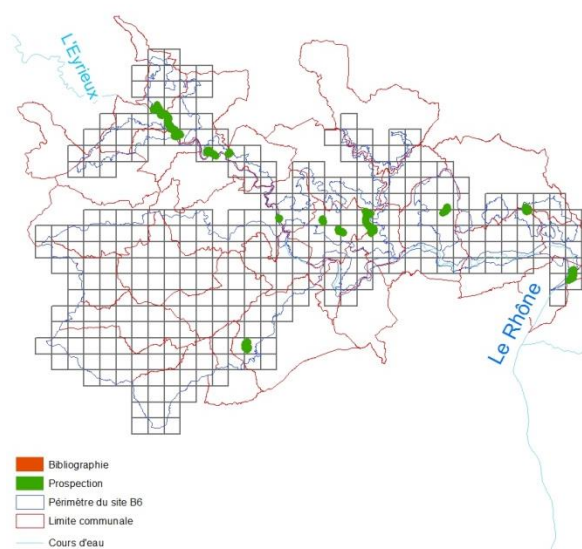 L'Eyrieux
Le Rhône
Bibliographie
Prospection
Périmètre du site B6
Limite communale
Cours d'eau